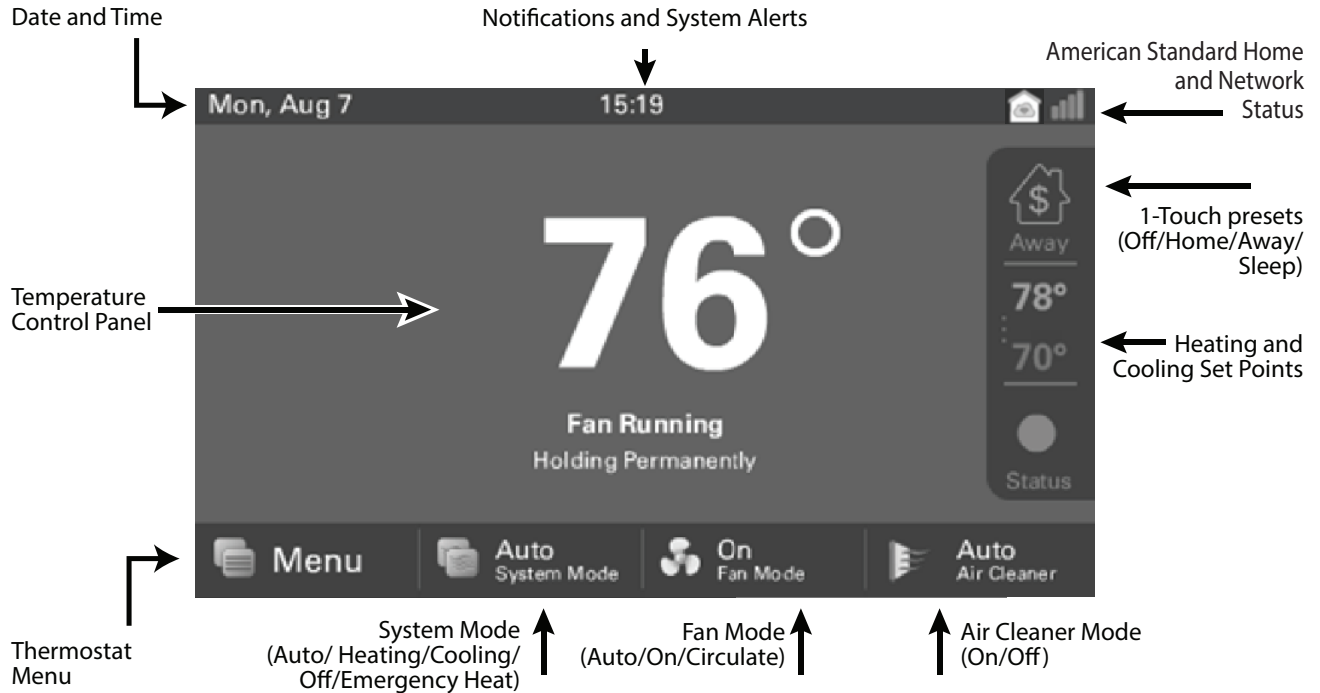 Date and Time
Notifications and System Alerts
American Standard Home
and Network
Status
Mon, Aug 7
15:19
1-Touch presets
(Off/Home/Away/
Sleep)
$
Away
76°
78°
70°
Temperature
Control Panel
Heating and
Cooling Set Points
Fan Running
Holding Permanently
Status
Menu
Auto
System Mode
On
Fan Mode
Auto
Air Cleaner
Thermostat
Menu
System Mode
(Auto/ Heating/Cooling/
Off/Emergency Heat)
Fan Mode
(Auto/On/Circulate)
Air Cleaner Mode
(On/Off)